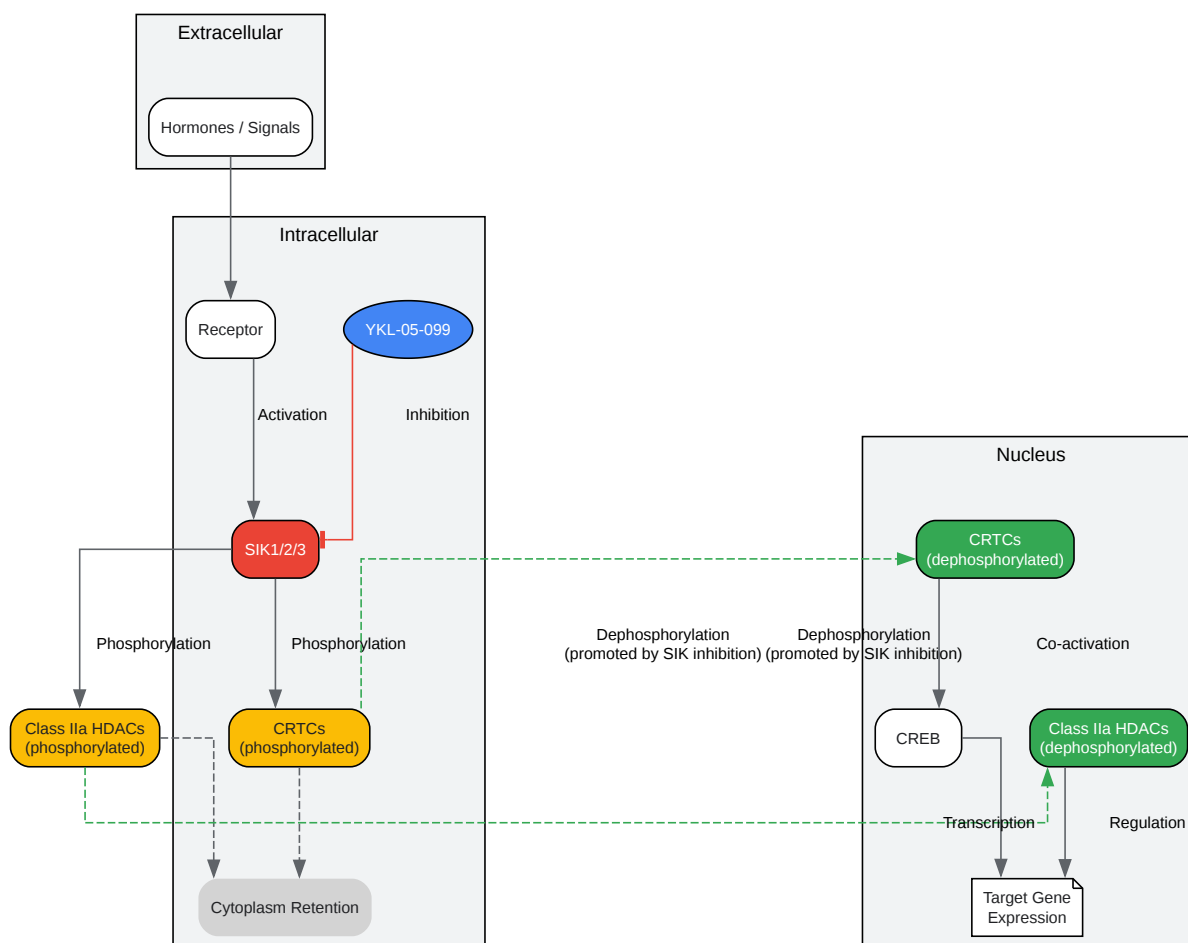 Extracellular
Hormones / Signals
Intracellular
Receptor
YKL-05-099
Activation
Inhibition
Nucleus
SIK1/2/3
CRTCs
(dephosphorylated)
Phosphorylation
Phosphorylation
Dephosphorylation
(promoted by SIK inhibition)
Dephosphorylation
(promoted by SIK inhibition)
Co-activation
Class IIa HDACs
(phosphorylated)
CRTCs
(phosphorylated)
CREB
Class IIa HDACs
(dephosphorylated)
Transcription
Regulation
Cytoplasm Retention
Target Gene
Expression